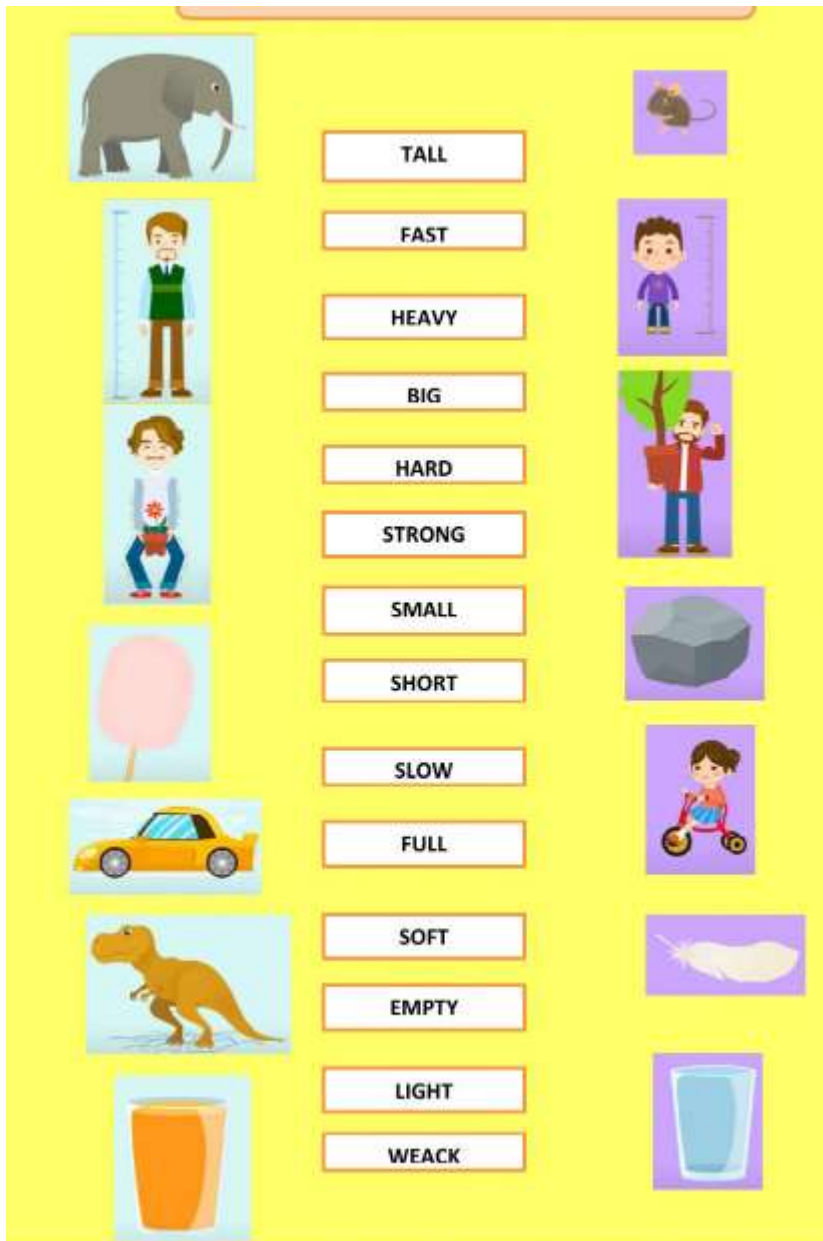 TALL
FAST
HEAVY
BIG
HARD
STRONG
SMALL
SHORT
SLOW
FULL
SOFT
EMPTY
LIGHT
WEACK